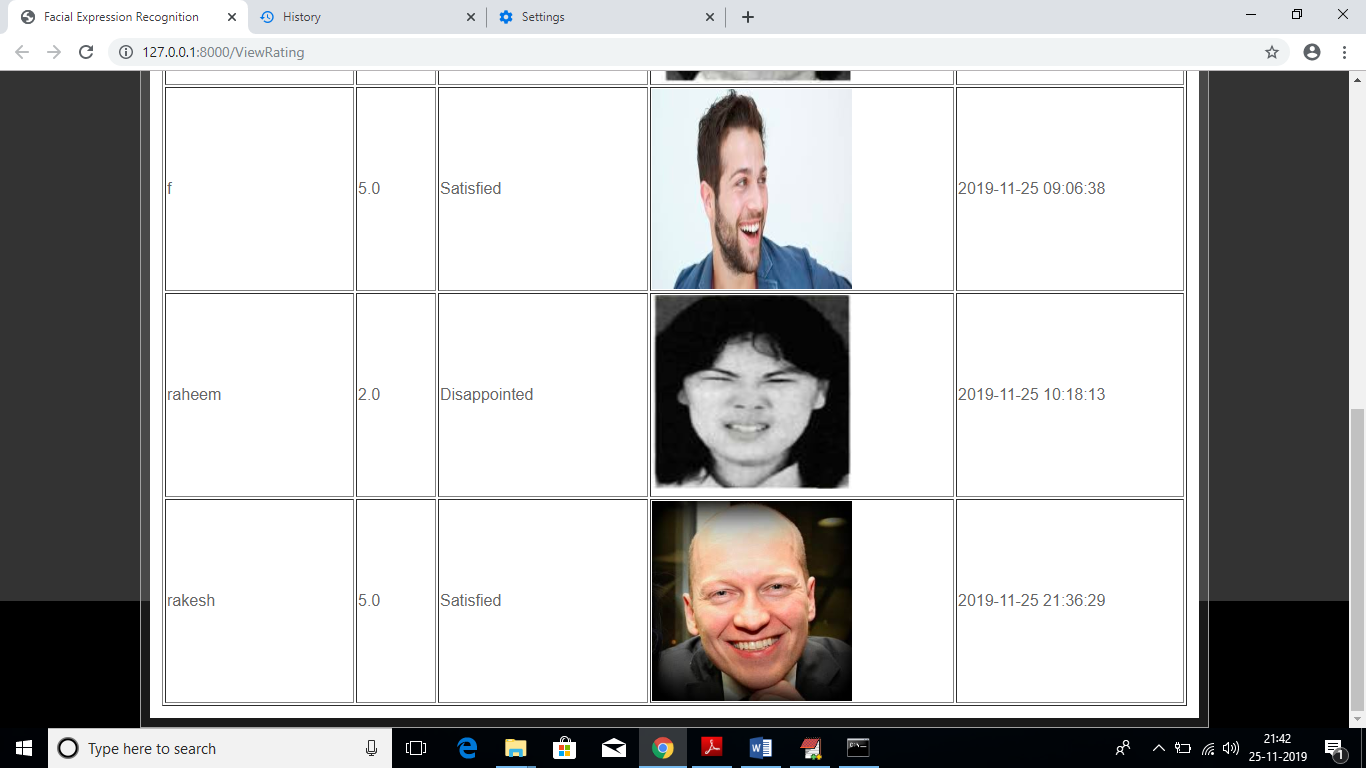 Facial Expression Recognition
History
Settings
127.0.0.1:8000/ViewRating
f 5.0 Satisfied 2019-11-25 09:06:38
raheem 2.0 Disappointed 2019-11-25 10:18:13
rakesh 5.0 Satisfied 2019-11-25 21:36:29
Type here to search
21:42
25-11-2019
1